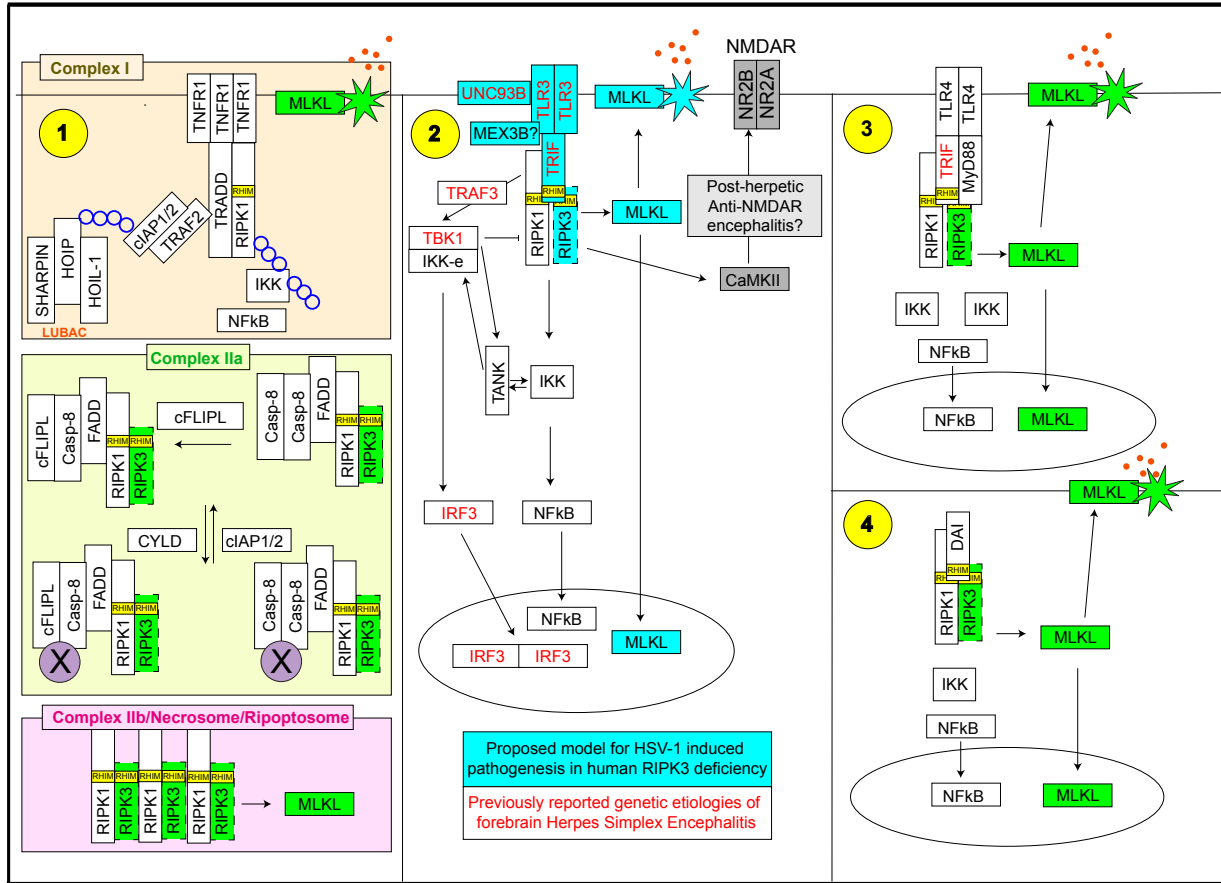 Complex I
1
TNFR1
TNFR1
TNFR1
MLKL
TRADD
RHIM
RIPK1
cIAP1/2
TRAF2
SHARPIN
HOIP
HOIL-1
LUBAC
IKK
NFkB
Complex IIa
cFLIPL
Casp-8
FADD
RIPK1
RHIM
RHIM
RIPK3
cFLIPL
Casp-8
Casp-8
FADD
RIPK1
RHIM
RHIM
RIPK3
CYLD
cIAP1/2
cFLIPL
Casp-8
X
FADD
RIPK1
RHIM
RHIM
RIPK3
Casp-8
Casp-8
X
FADD
RIPK1
RHIM
RHIM
RIPK3
Complex IIb/Necrosome/Ripoptosome
RHIM
RHIM
RHIM
RHIM
RHIM
RHIM
RIPK1
RIPK3
RIPK1
RIPK3
RIPK1
RIPK3
MLKL
2
UNC93B
MEX3B?
TLR3
TLR3
TRIF
RHIM
RHIM
RHIM
RIPK1
RIPK3
MLKL
MLKL
NMDAR
NR2B
NR2A
Post-herpetic
Anti-NMDAR
encephalitis?
CaMKII
TRAF3
TBK1
IKK-e
TANK
IKK
IRF3
NFkB
NFkB
IRF3
IRF3
MLKL
Proposed model for HSV-1 induced
pathogenesis in human RIPK3 deficiency
Previously reported genetic etiologies of
forebrain Herpes Simplex Encephalitis
3
TLR4
TLR4
TRIF
MyD88
RHIM
RHIM
RHIM
RIPK1
RIPK3
MLKL
MLKL
IKK
IKK
NFkB
NFkB
MLKL
4
DAI
RHIM
RHIM
RHIM
RIPK1
RIPK3
MLKL
MLKL
IKK
NFkB
NFkB
MLKL